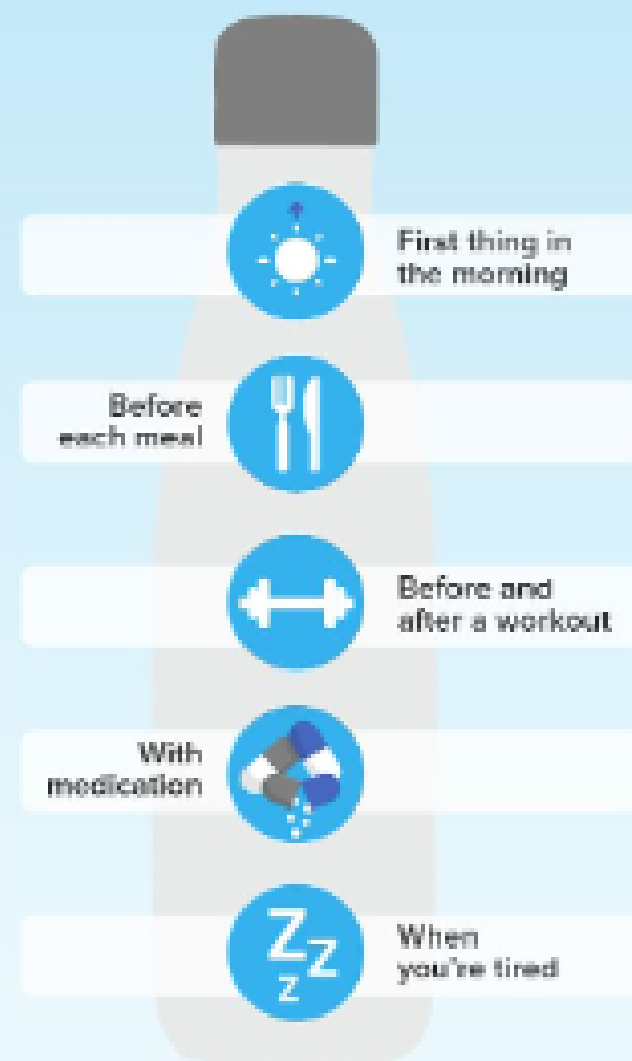 First thing in
the morning
Before
each meal
Before and
after a workout
With
medication
Z
Z
Z
When
you're tired